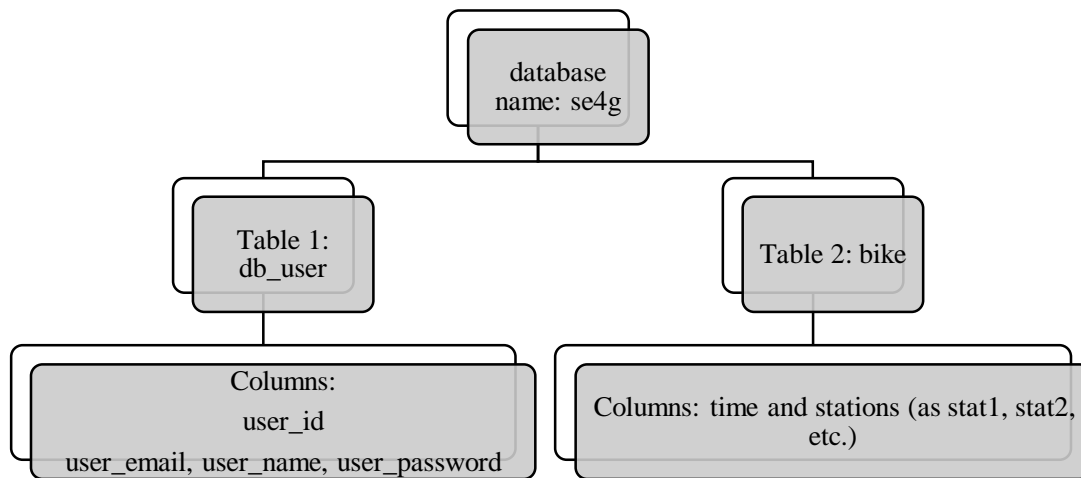 database
name: se4g
Table 1:
db_user
Table 2: bike
Columns:
user_id
user_email, user_name, user_password
Columns: time and stations (as stat1, stat2,
etc.)